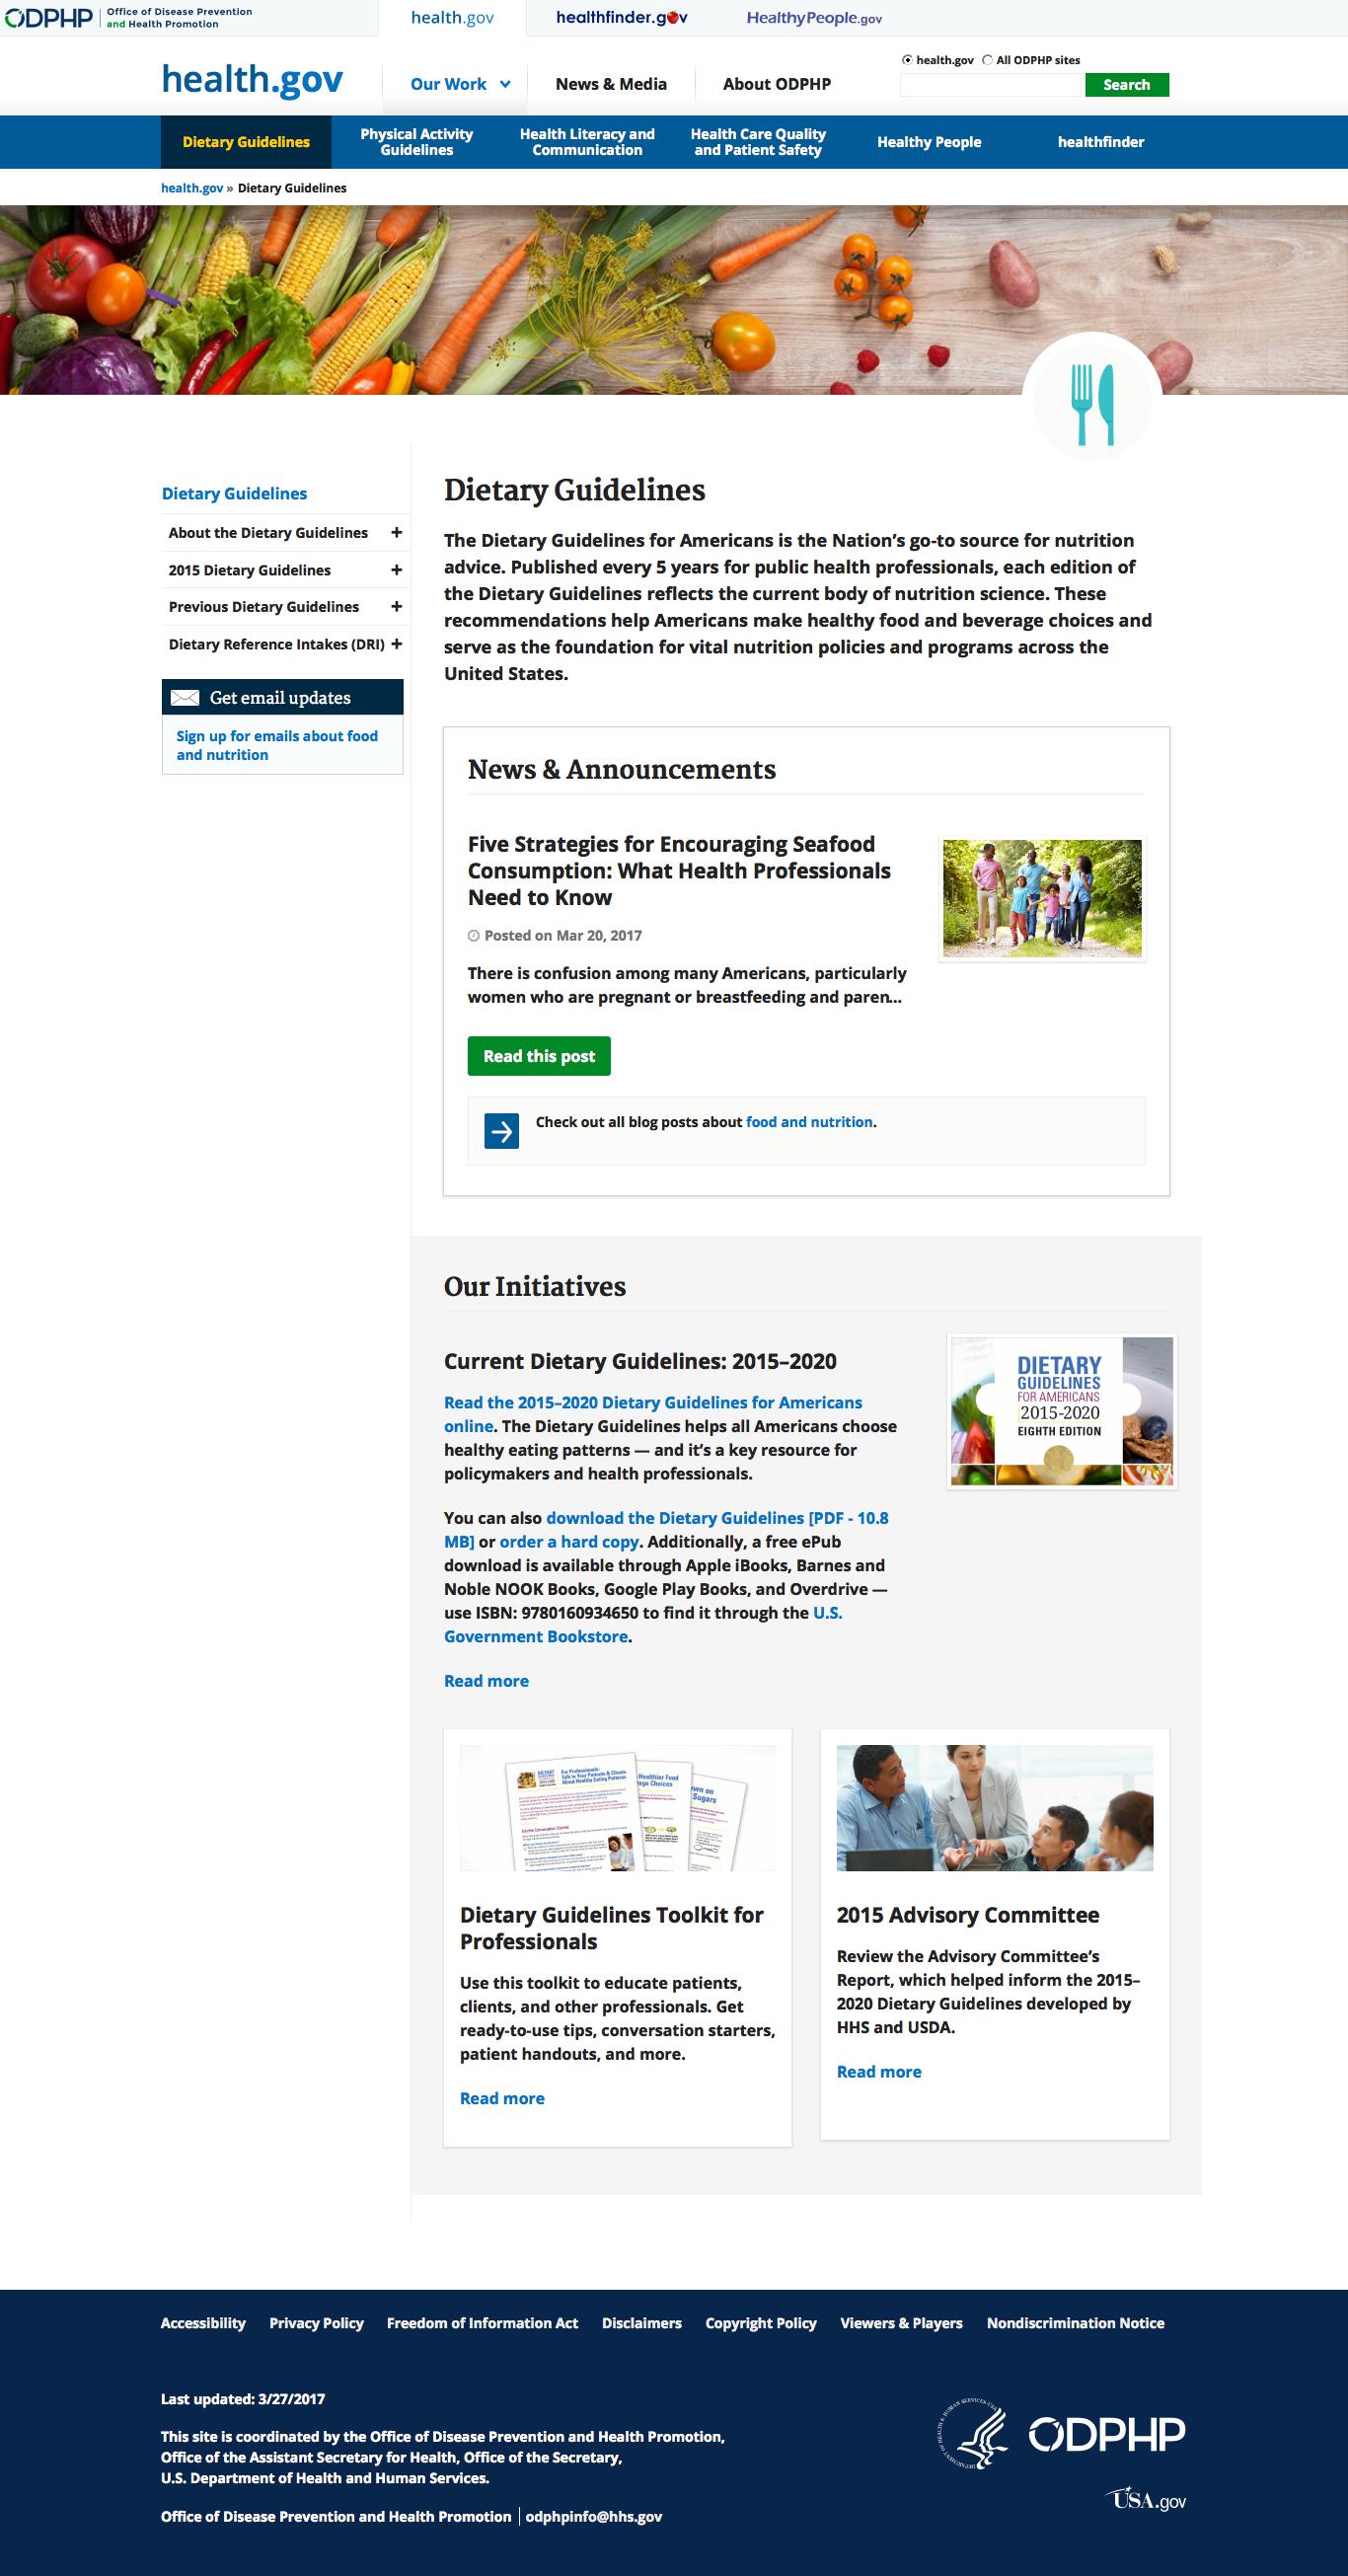 ODPHP
Office of Disease Prevention
and Health Promotion
health.gov
healthfinder.gov
HealthyPeople.gov
health.gov
Our Work
News & Media
About ODPHP
health.gov
All ODPHP sites
Search
Dietary Guidelines
Physical Activity
Guidelines
Health Literacy and
Communication
Health Care Quality
and Patient Safety
Healthy People
healthfinder
health.gov » Dietary Guidelines
Dietary Guidelines
About the Dietary Guidelines +
2015 Dietary Guidelines +
Previous Dietary Guidelines +
Dietary Reference Intakes (DRI) +
Get email updates
Sign up for emails about food
and nutrition
Dietary Guidelines
The Dietary Guidelines for Americans is the Nation’s go-to source for nutrition
advice. Published every 5 years for public health professionals, each edition of
the Dietary Guidelines reflects the current body of nutrition science. These
recommendations help Americans make healthy food and beverage choices and
serve as the foundation for vital nutrition policies and programs across the
United States.
News & Announcements
Five Strategies for Encouraging Seafood
Consumption: What Health Professionals
Need to Know
Posted on Mar 20, 2017
There is confusion among many Americans, particularly
women who are pregnant or breastfeeding and paren...
Read this post
Check out all blog posts about food and nutrition.
Our Initiatives
Current Dietary Guidelines: 2015–2020
Read the 2015–2020 Dietary Guidelines for Americans
online. The Dietary Guidelines helps all Americans choose
healthy eating patterns — and it’s a key resource for
policymakers and health professionals.
You can also download the Dietary Guidelines [PDF - 10.8
MB] or order a hard copy. Additionally, a free ePub
download is available through Apple iBooks, Barnes and
Noble NOOK Books, Google Play Books, and Overdrive —
use ISBN: 9780160934650 to find it through the U.S.
Government Bookstore.
Read more
DIETARY
GUIDELINES
FOR AMERICANS
2015-2020
EIGHTH EDITION
For Professionals:
Talk to Your Patients & Clients
About Healthy Eating Patterns
Healthier Food
Choices
Sugars
Dietary Guidelines Toolkit for
Professionals
Use this toolkit to educate patients,
clients, and other professionals. Get
ready-to-use tips, conversation starters,
patient handouts, and more.
Read more
2015 Advisory Committee
Review the Advisory Committee’s
Report, which helped inform the 2015–
2020 Dietary Guidelines developed by
HHS and USDA.
Read more
Accessibility
Privacy Policy
Freedom of Information Act
Disclaimers
Copyright Policy
Viewers & Players
Nondiscrimination Notice
Last updated: 3/27/2017
This site is coordinated by the Office of Disease Prevention and Health Promotion,
Office of the Assistant Secretary for Health, Office of the Secretary,
U.S. Department of Health and Human Services.
Office of Disease Prevention and Health Promotion | odphpinfo@hhs.gov
ODPHP
USA.gov